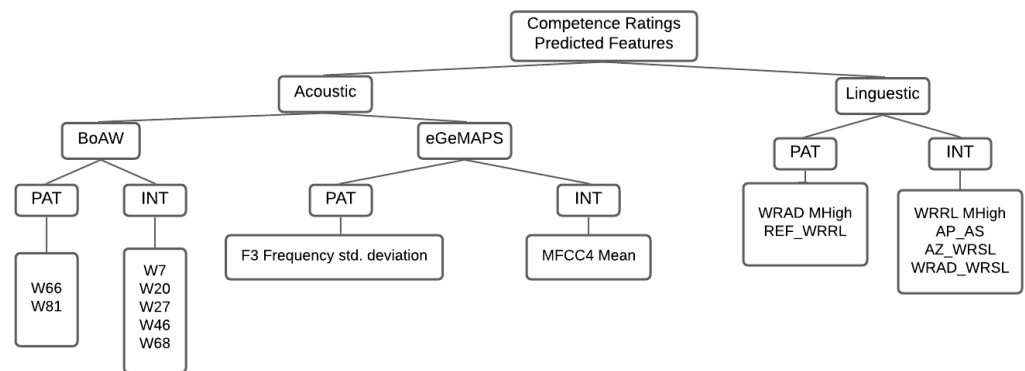 Competence Ratings
Predicted Features
Acoustic
Linguestic
BoAW
eGeMAPS
PAT
INT
PAT
INT
PAT
INT
W66
W81
W7
W20
W27
W46
W68
F3 Frequency std. deviation
MFCC4 Mean
WRAD MHigh
REF_WRRL
WRRL MHigh
AP_AS
AZ_WRSL
WRAD_WRSL